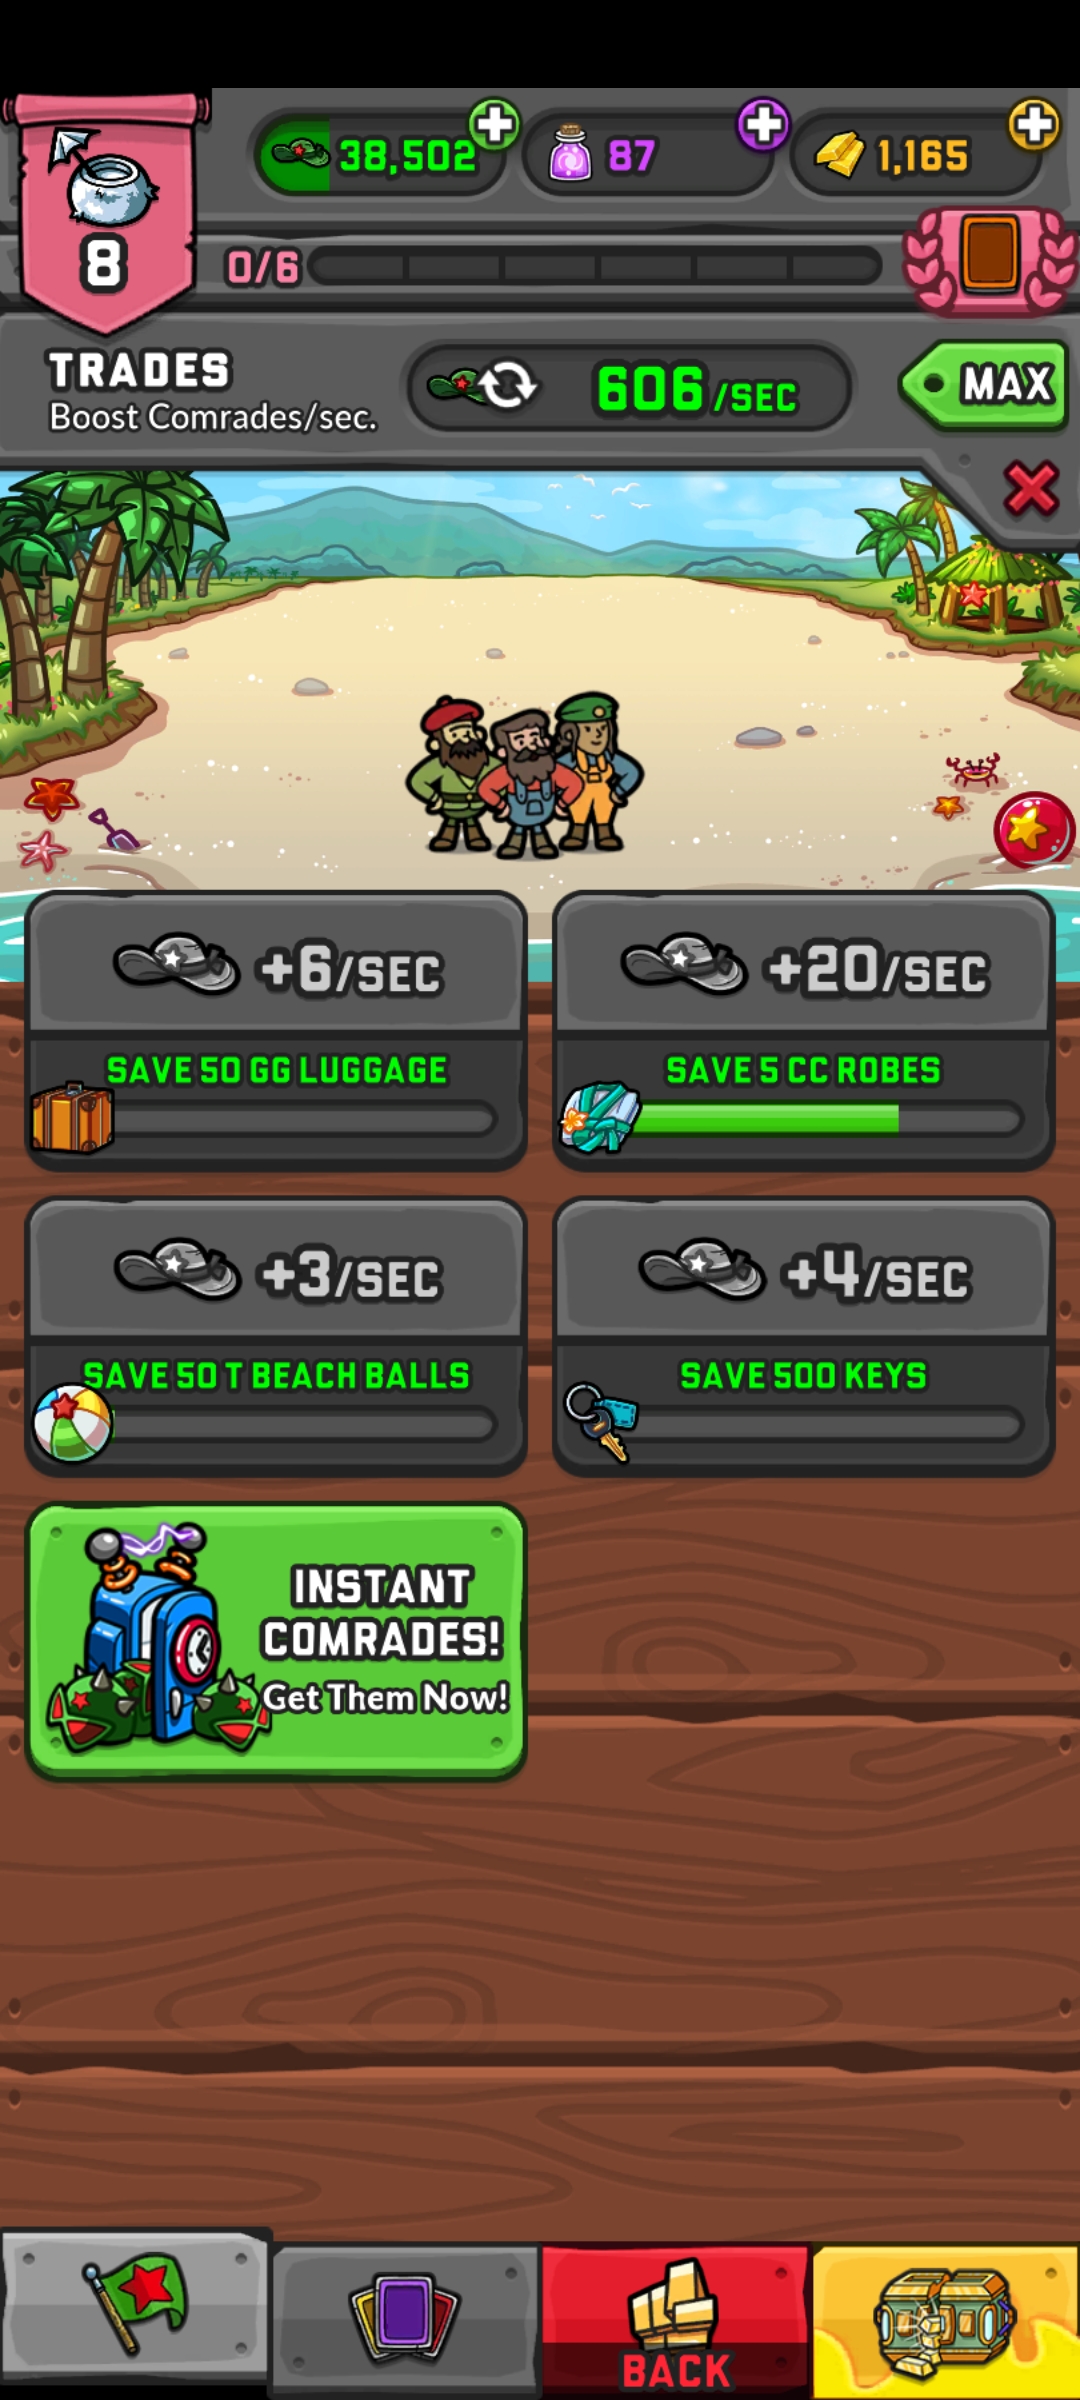 38,502
87
1,165
8
0/6
TRADES
Boost Comrades/sec.
606/SEC
MAX
+6/SEC
+20/SEC
SAVE 50 GG LUGGAGE
SAVE 5 CC ROBES
+3/SEC
+4/SEC
SAVE 50 T BEACH BALLS
SAVE 500 KEYS
INSTANT
COMRADES!
Get Them Now!
BACK